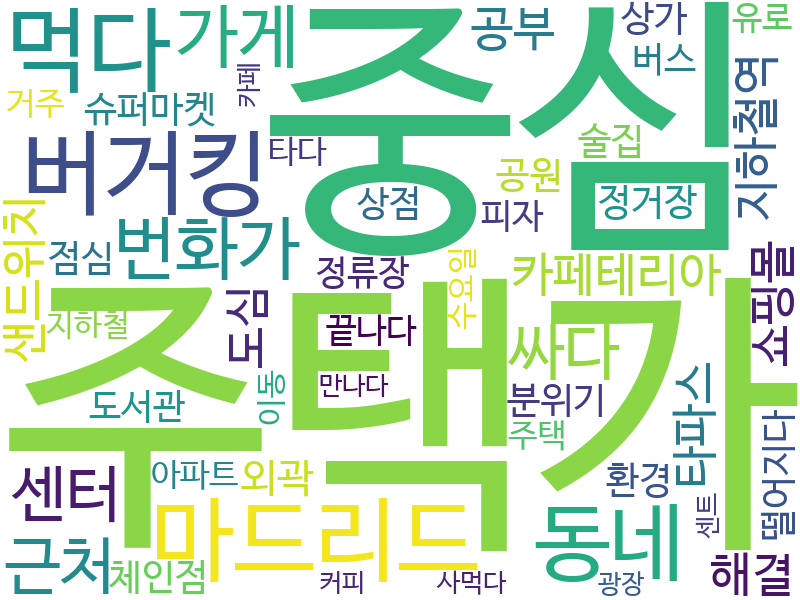 먹다
가게
중심
공부
상가
유로
버스
카페
거주
슈퍼마켓
지하철역
버거킹
타다
술집
공원
상점
정거장
피자
샌드위치
점심
번화가
정류장
수요일
카페테리아
쇼핑몰
도심
지하철
끝나다
싸다
주택가
이동
만나다
분위기
타파스
도서관
주택
떨어지다
센터
아파트
외곽
환경
마드리드
센트
동네
근처
체인점
커피
사먹다
광장
해결